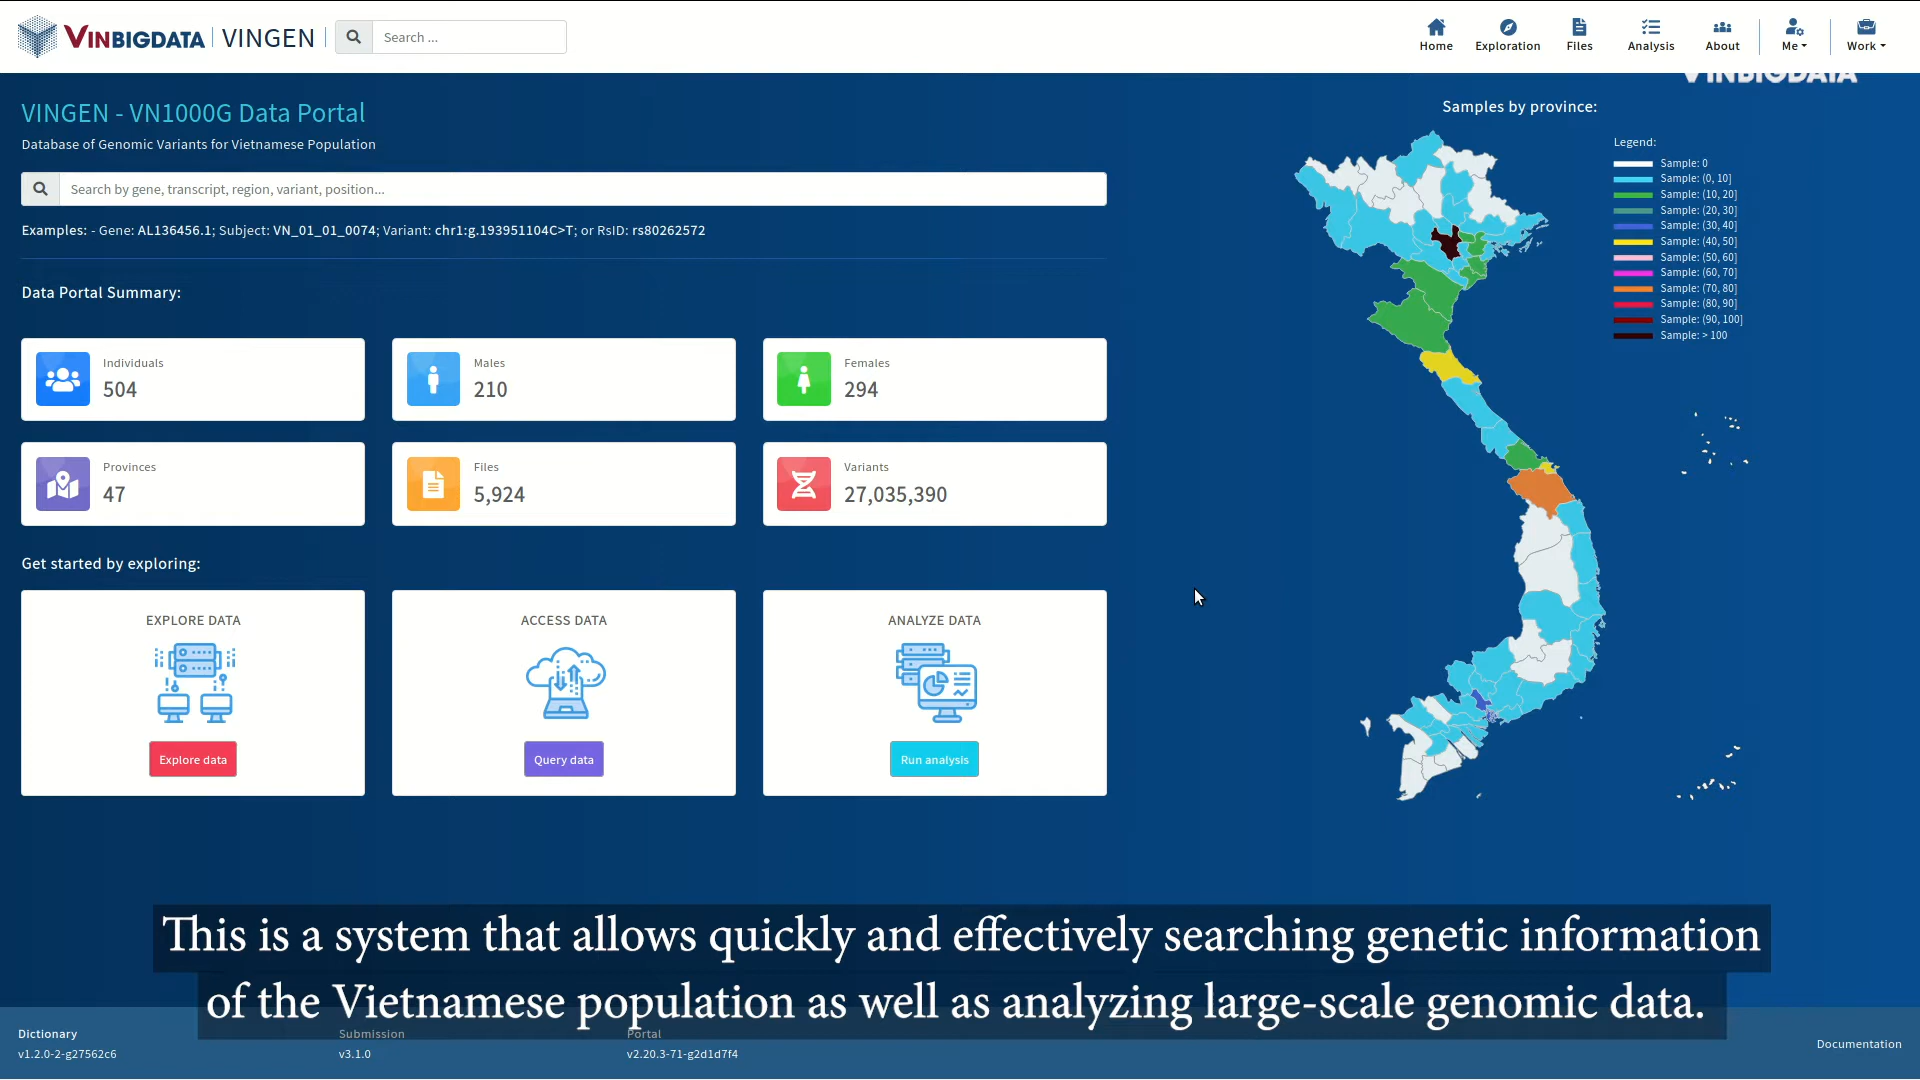 VINBIGDATA VINGEN
Search ...
Home
Exploration
Files
Analysis
About
Me
Work
VINBIGDATA
VINGEN - VN1000G Data Portal
Database of Genomic Variants for Vietnamese Population
Search by gene, transcript, region, variant, position...
Examples: - Gene: AL136456.1; Subject: VN_01_01_0074; Variant: chr1:g.193951104C>T; or RsID: rs80262572
Data Portal Summary:
Individuals
504
Males
210
Females
294
Provinces
47
Files
5,924
Variants
27,035,390
Get started by exploring:
EXPLORE DATA
Explore data
ACCESS DATA
Query data
ANALYZE DATA
Run analysis
Samples by province:
Legend:
Sample: 0
Sample: (0, 10]
Sample: (10, 20]
Sample: (20, 30]
Sample: (30, 40]
Sample: (40, 50]
Sample: (50, 60]
Sample: (60, 70]
Sample: (70, 80]
Sample: (80, 90]
Sample: (90, 100]
Sample: > 100
This is a system that allows quickly and effectively searching genetic information
of the Vietnamese population as well as analyzing large-scale genomic data.
Dictionary
v1.2.0-2-g27562c6
Submission
v3.1.0
Portal
v2.20.3-71-g2d1d7f4
Documentation